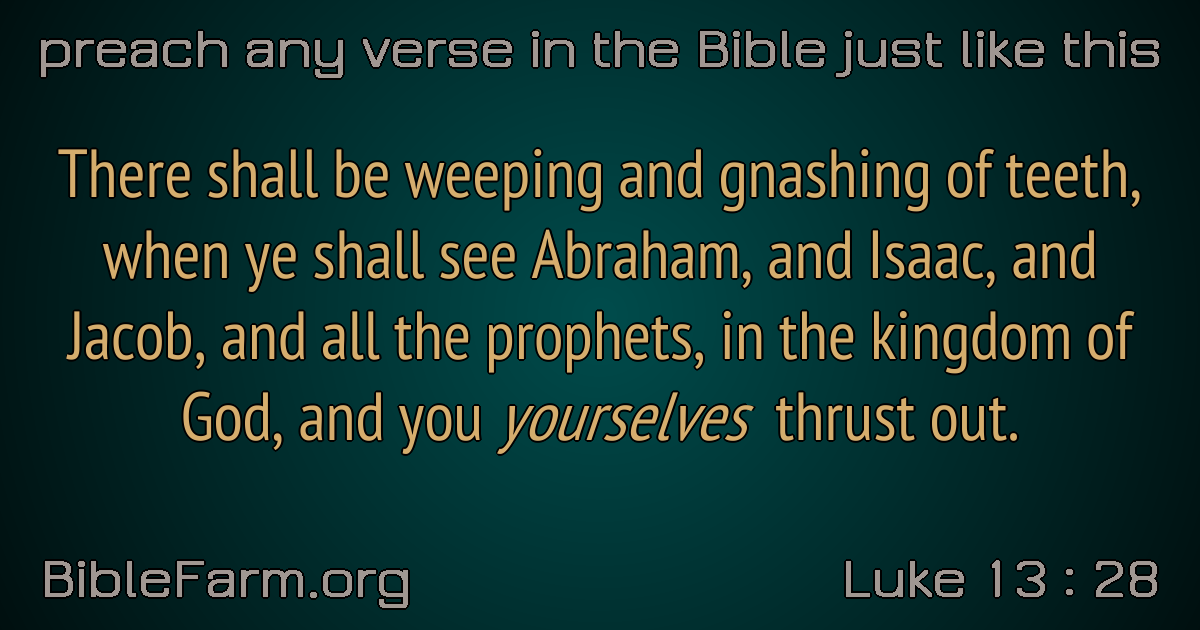 preach any verse in the Bible just like this
There shall be weeping and gnashing of teeth,
when ye shall see Abraham, and Isaac, and
Jacob, and all the prophets, in the kingdom of
God, and you yourselves thrust out.
BibleFarm.org
Luke 13 : 28